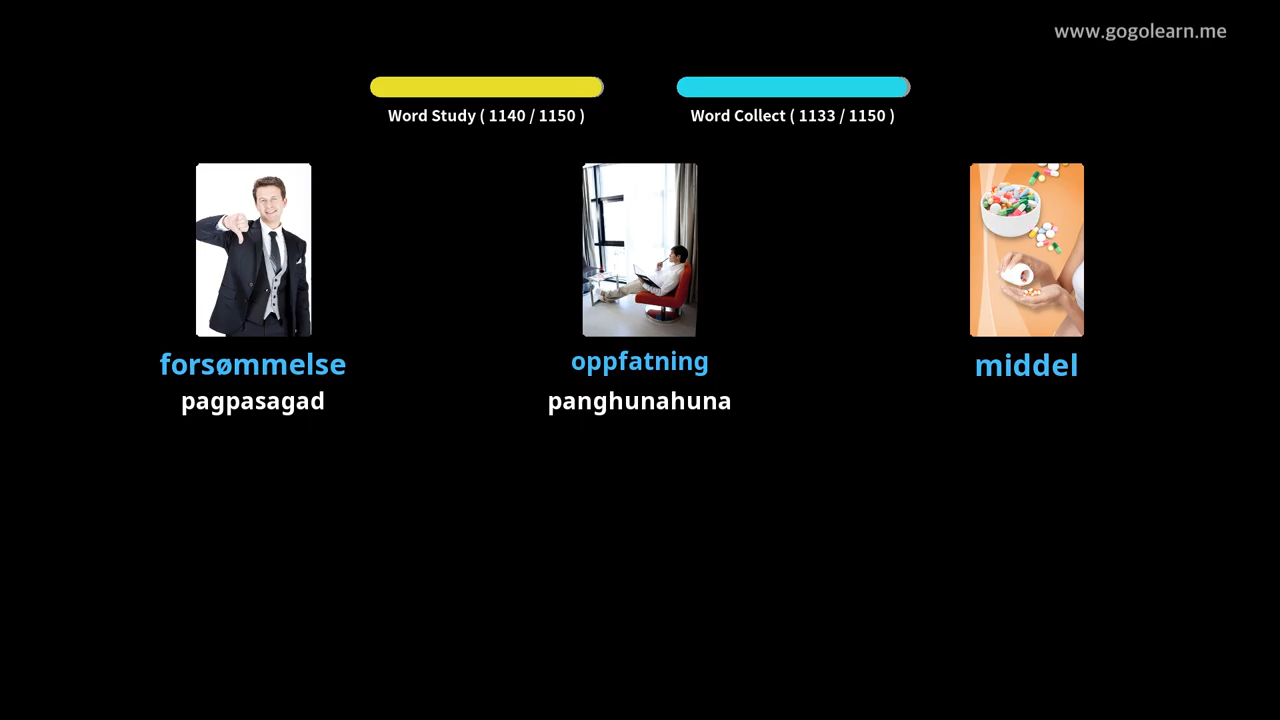 www.gogolearn.me
Word Study ( 1140 / 1150 )
Word Collect ( 1133 / 1150 )
forsømmelse
oppfatning
middel
pagpasagad
panghunahuna